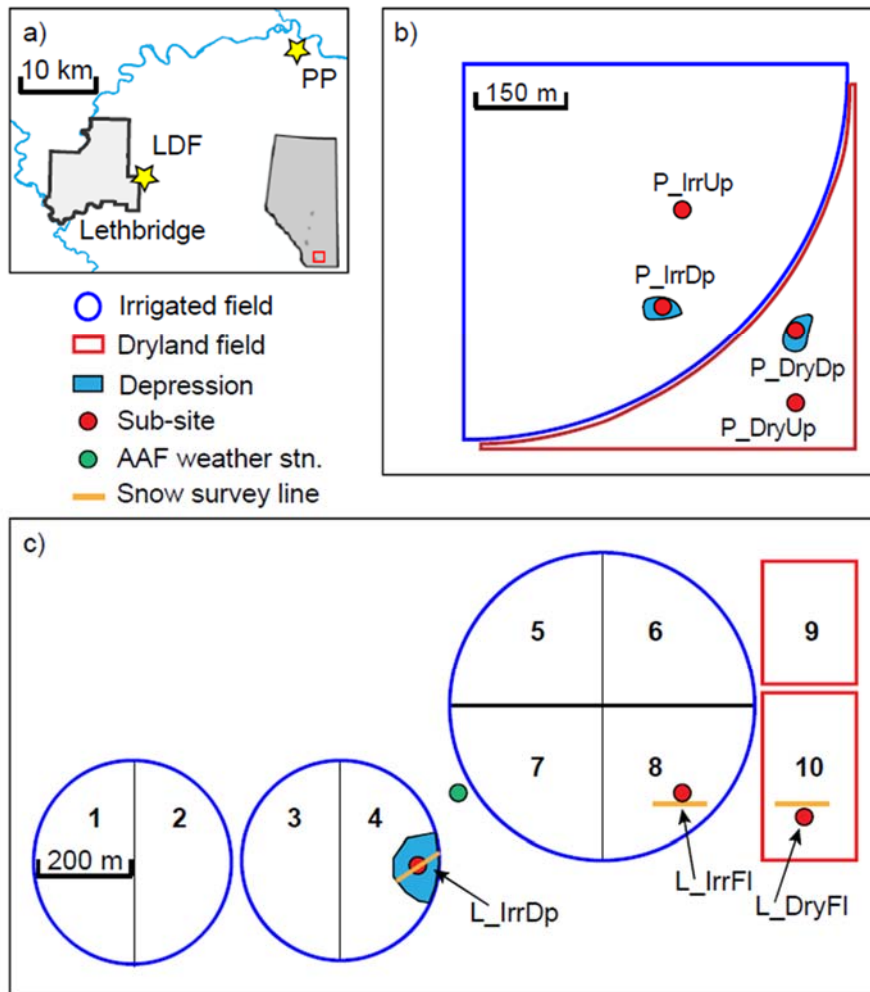 a)
10 km
PP
LDF
Lethbridge
Irrigated field
Dryland field
Depression
Sub-site
AAF weather stn.
Snow survey line
b)
150 m
P_IrrUp
P_IrrDp
P_DryDp
P_DryUp
c)
5 6 9
7 8 10
1 2 3 4
200 m
L_IrrDp
L_IrrFl
L_DryFl